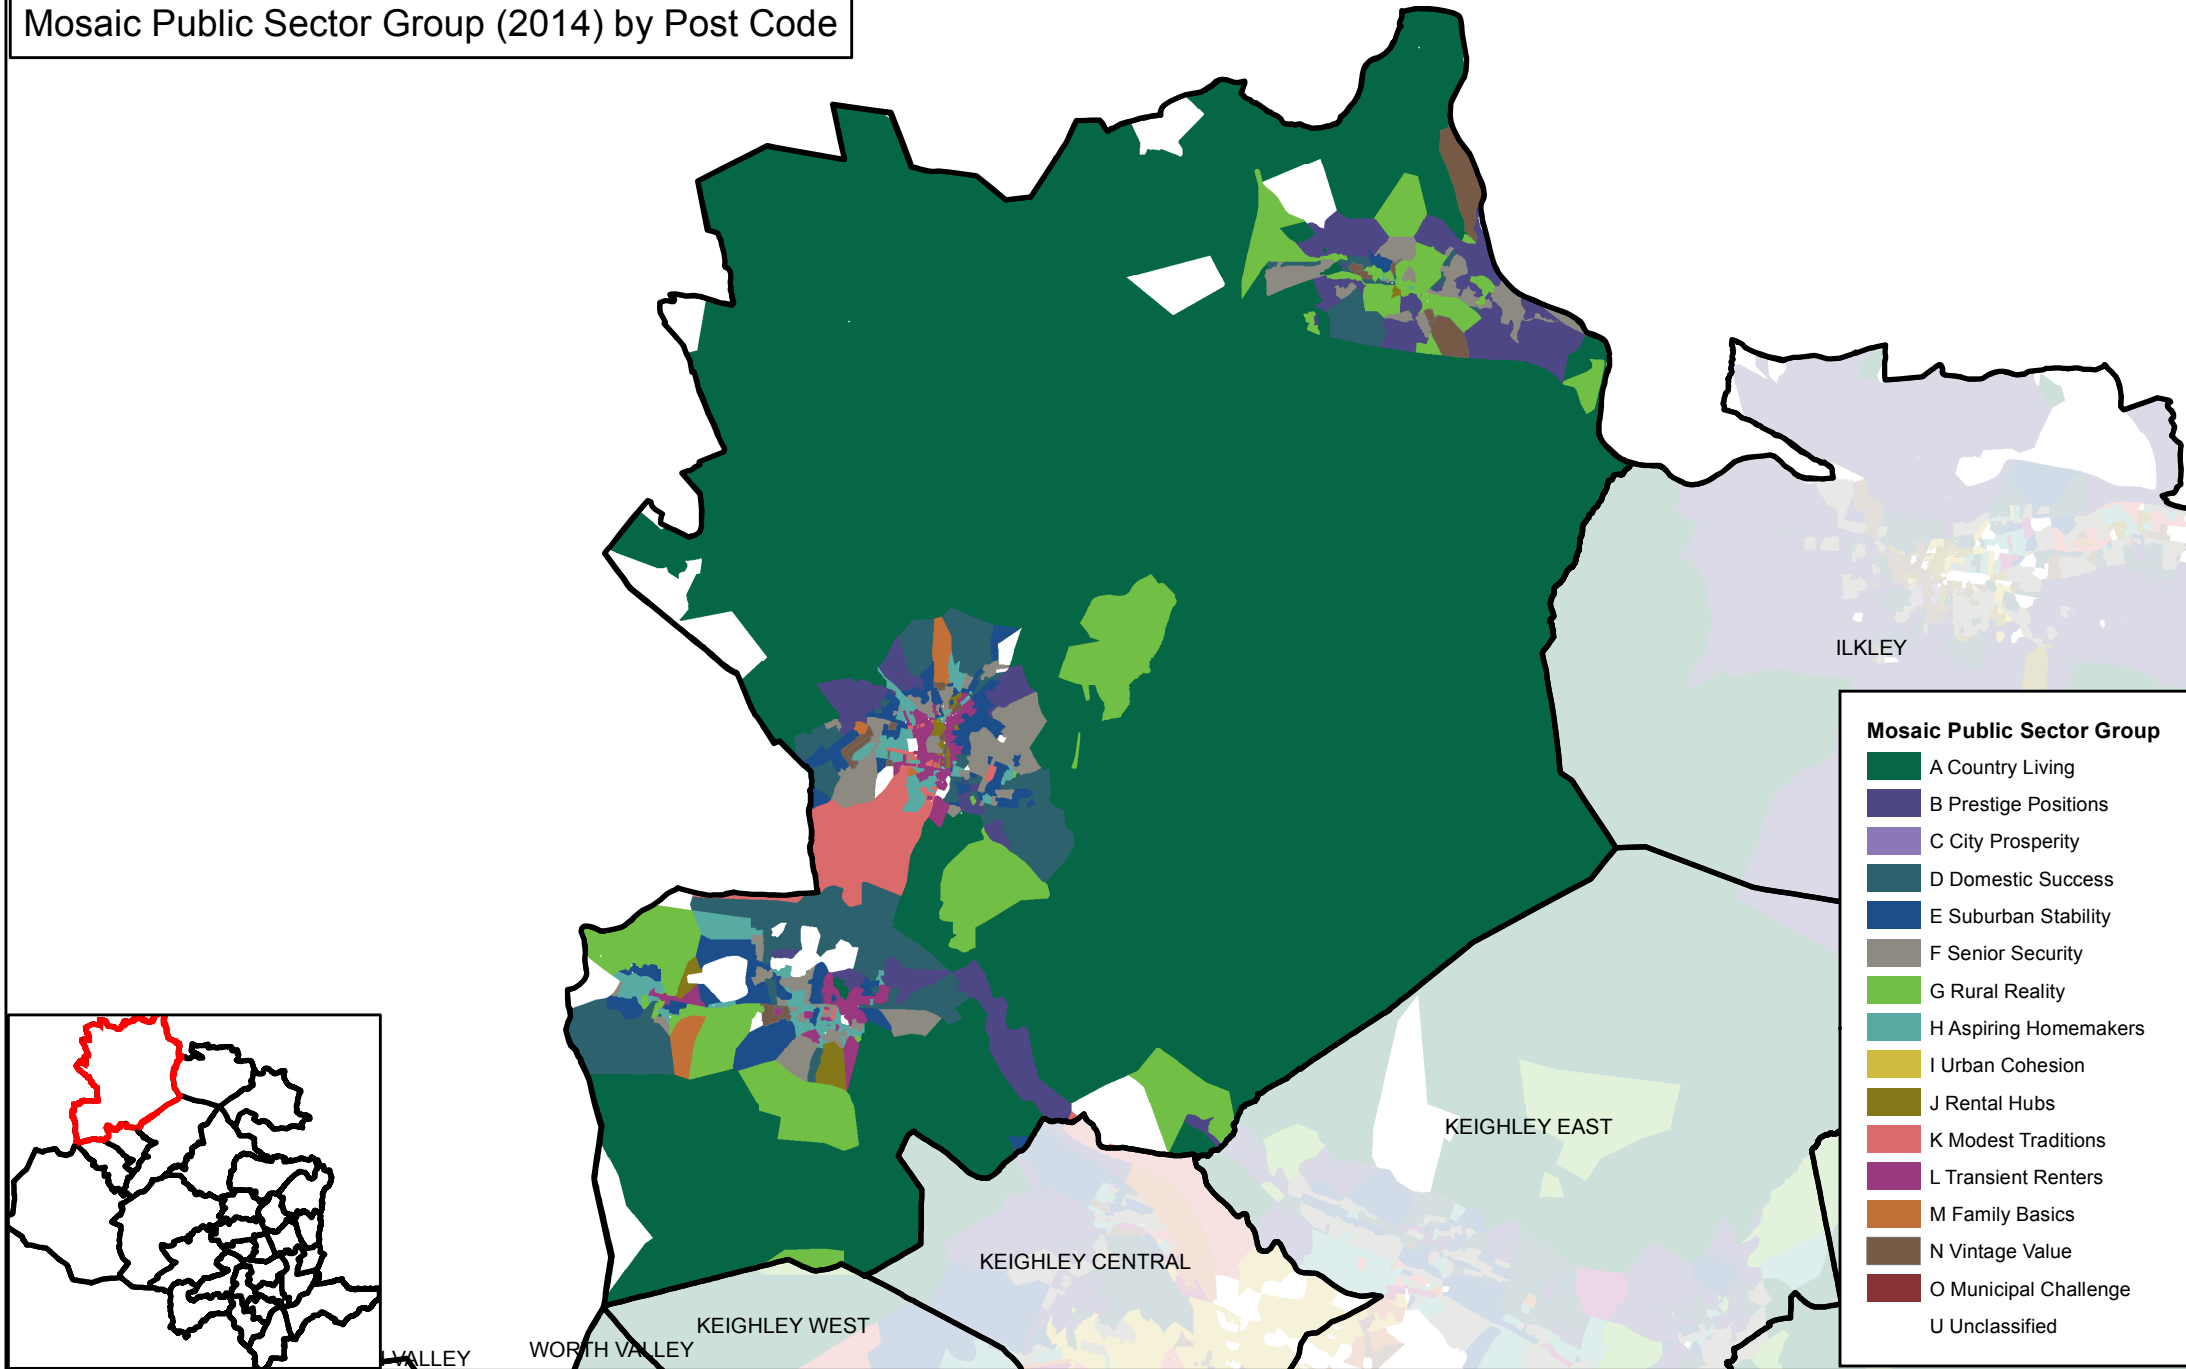 Mosaic Public Sector Group (2014) by Post Code
ILKLEY
Mosaic Public Sector Group
A Country Living
B Prestige Positions
C City Prosperity
D Domestic Success
E Suburban Stability
F Senior Security
G Rural Reality
H Aspiring Homemakers
I Urban Cohesion
J Rental Hubs
K Modest Traditions
L Transient Renters
M Family Basics
N Vintage Value
O Municipal Challenge
U Unclassified
KEIGHLEY EAST
KEIGHLEY CENTRAL
KEIGHLEY WEST
WORTH VALLEY
VALLEY